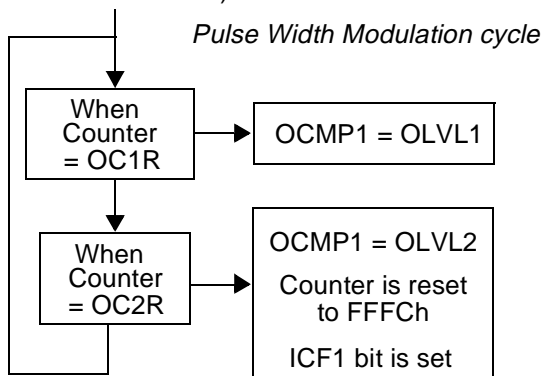 Pulse Width Modulation cycle
When
Counter
= OC1R
OCMP1 = OLVL1
When
Counter
= OC2R
OCMP1 = OLVL2
Counter is reset
to FFFCh
ICF1 bit is set